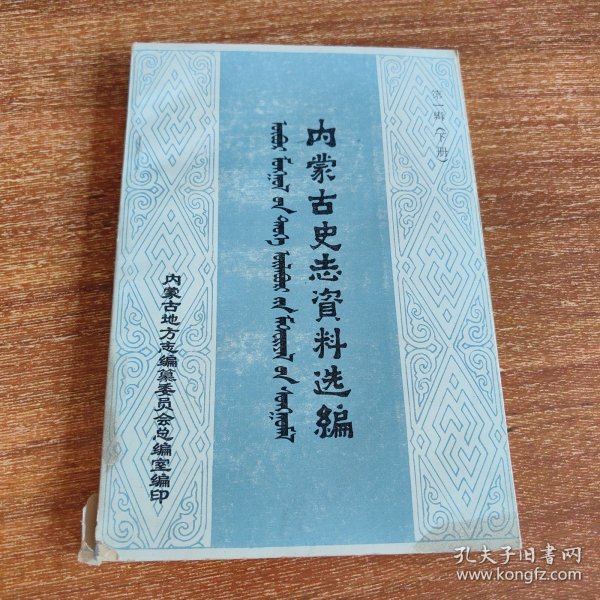 第一辑(下册)
内蒙古史志資料选編
内蒙古地方志编纂委员会总编室编印
孔夫子旧书网
www.kongfz.com